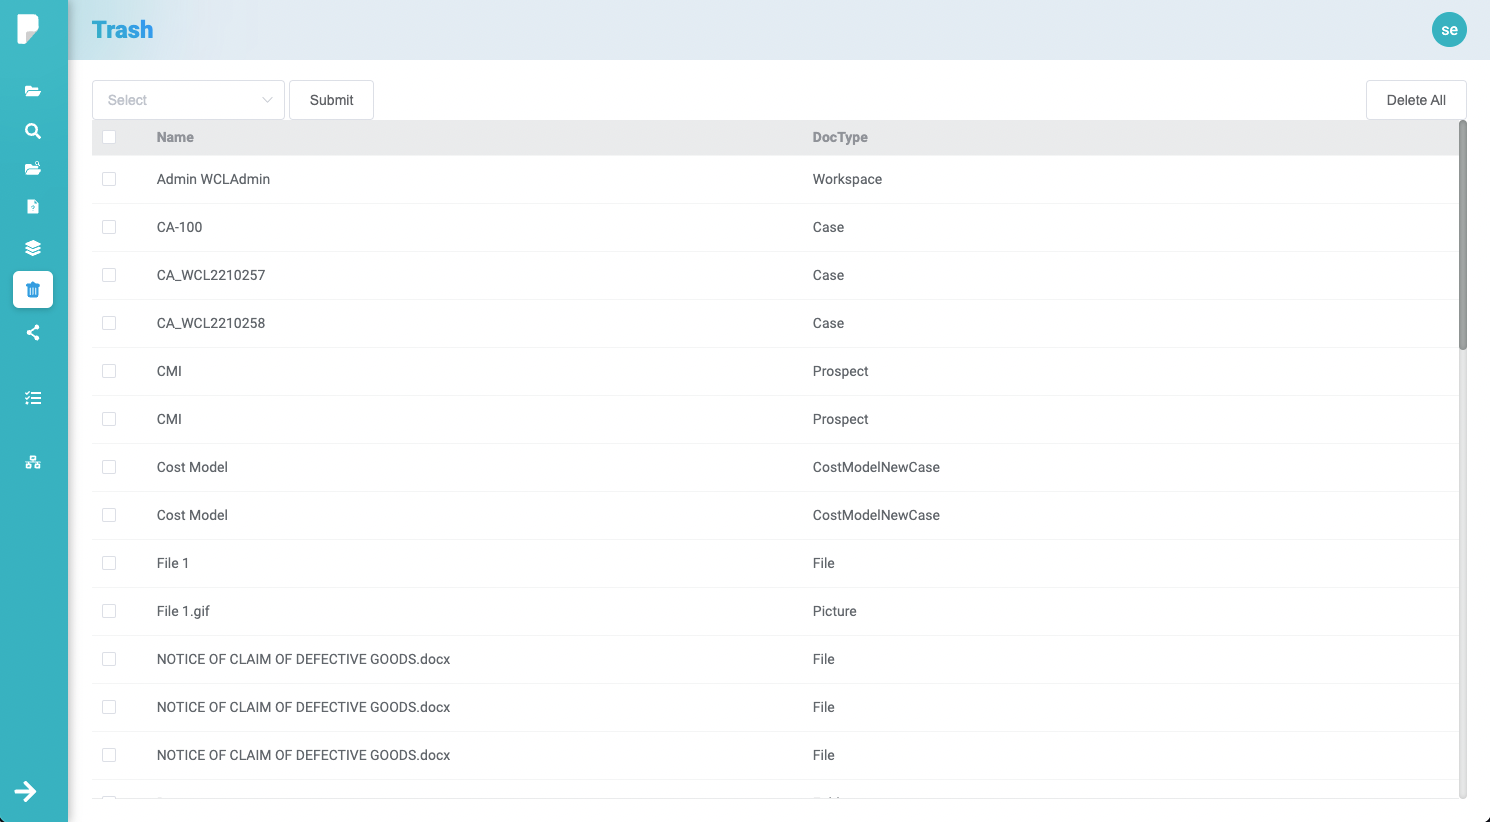 Trash
se
Select
Submit
Delete All
Name DocType
Admin WCLAdmin Workspace
CA-100 Case
CA_WCL2210257 Case
CA_WCL2210258 Case
CMI Prospect
CMI Prospect
Cost Model CostModelNewCase
Cost Model CostModelNewCase
File 1 File
File 1.gif Picture
NOTICE OF CLAIM OF DEFECTIVE GOODS.docx File
NOTICE OF CLAIM OF DEFECTIVE GOODS.docx File
NOTICE OF CLAIM OF DEFECTIVE GOODS.docx File